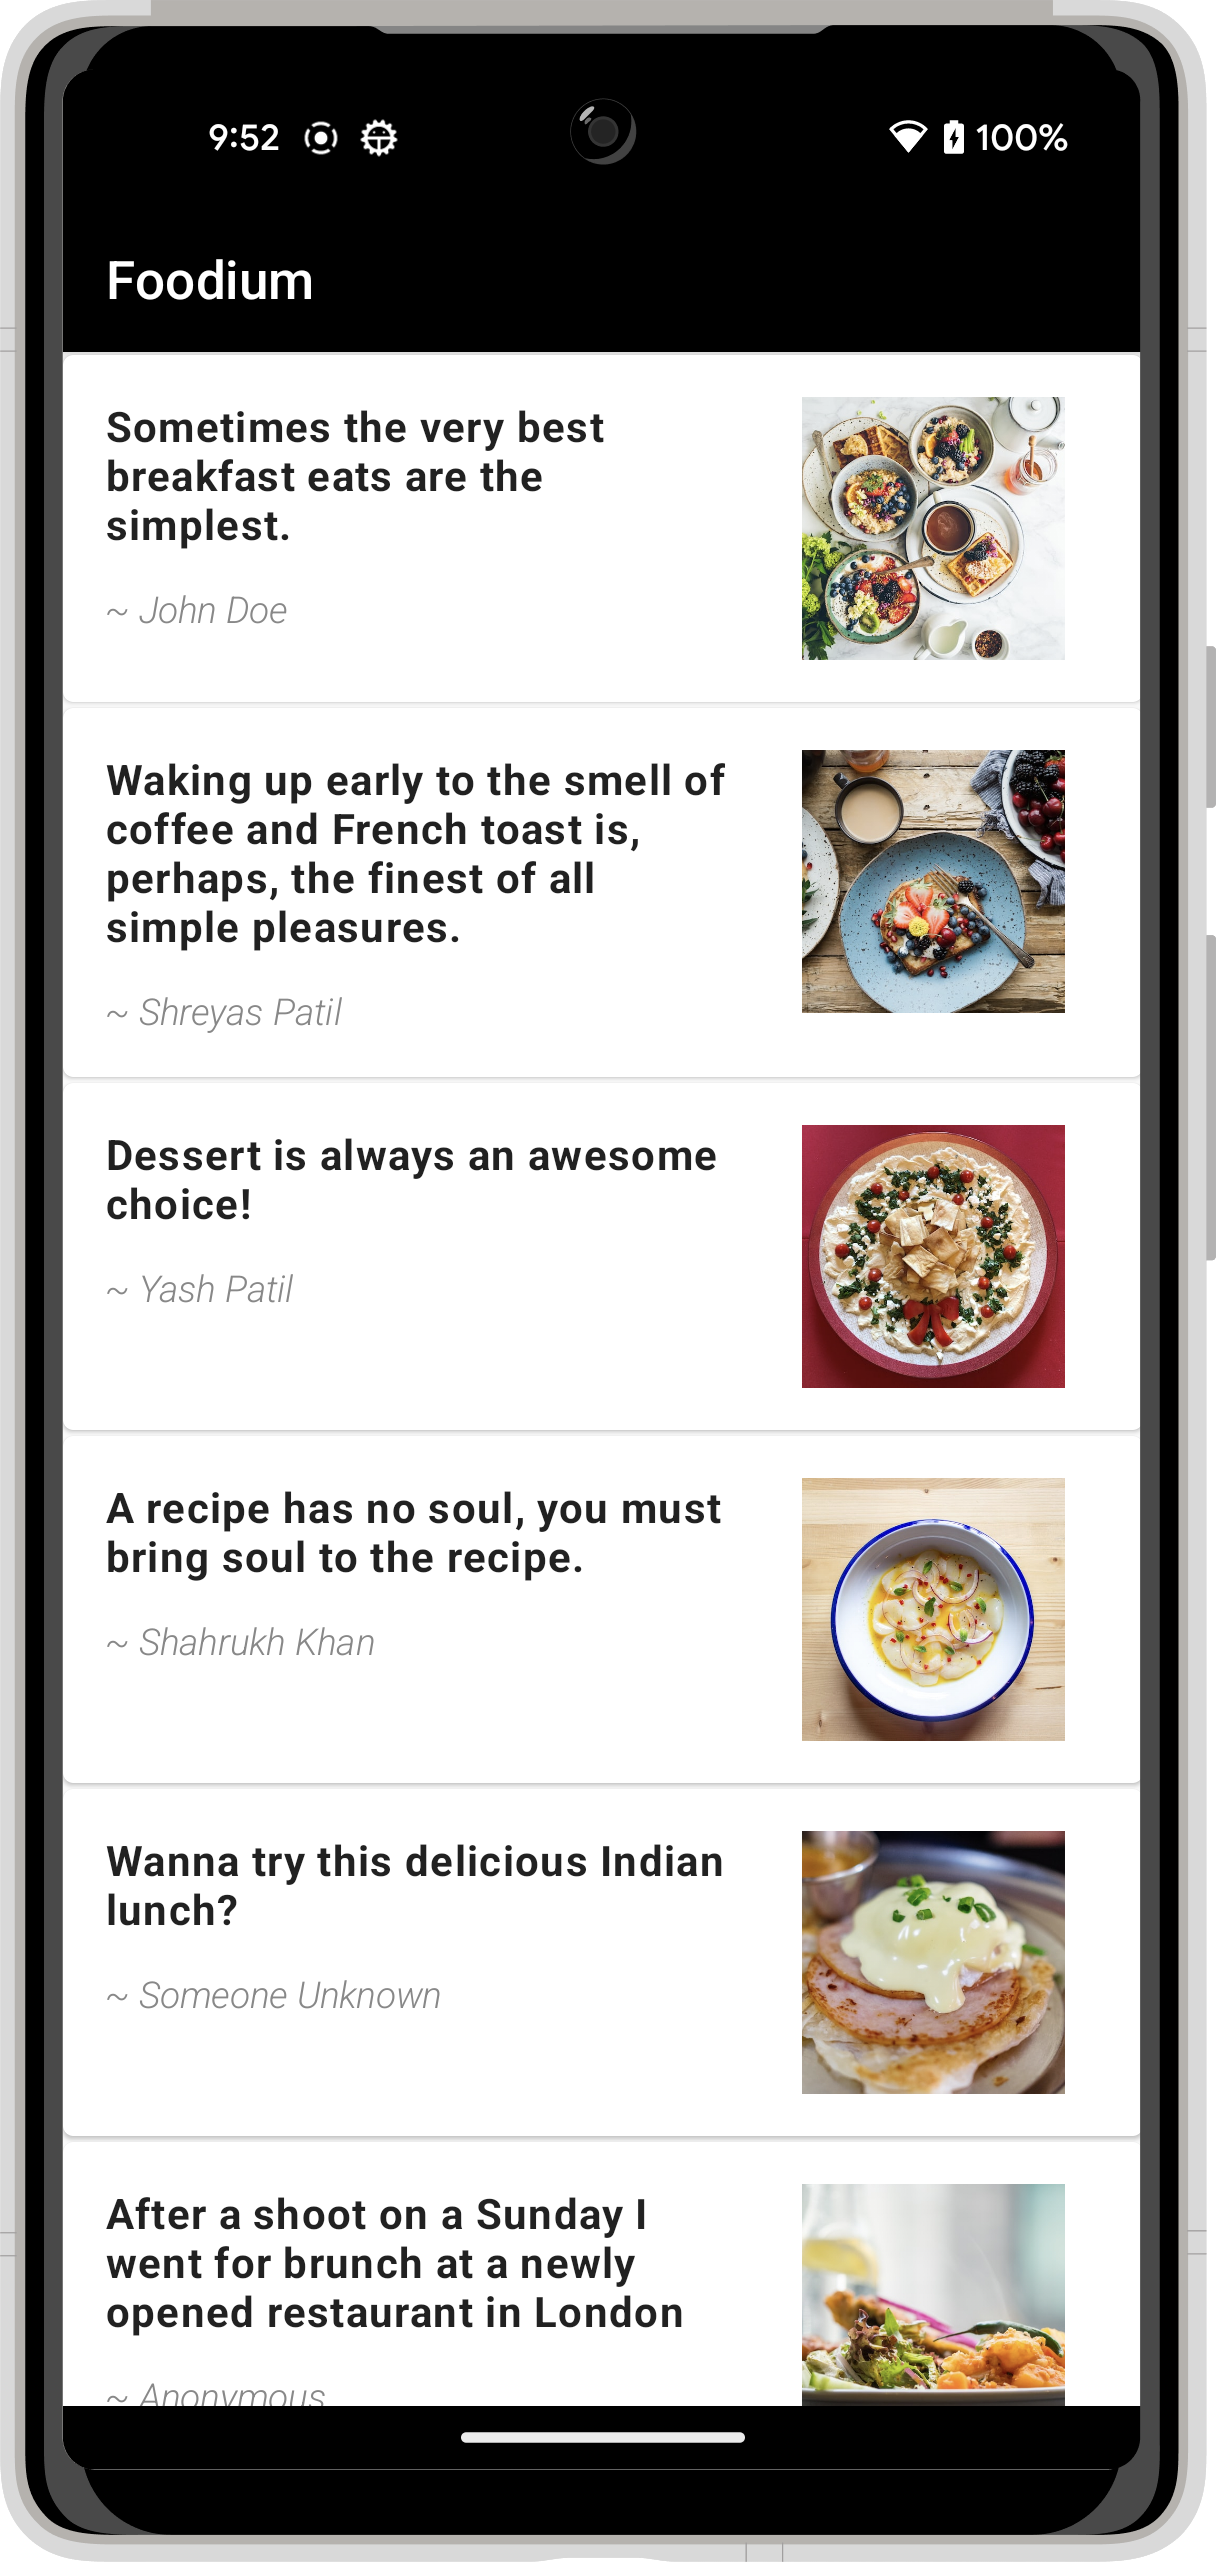 9:52
100%
Foodium
Sometimes the very best
breakfast eats are the
simplest.
~ John Doe
Waking up early to the smell of
coffee and French toast is,
perhaps, the finest of all
simple pleasures.
~ Shreyas Patil
Dessert is always an awesome
choice!
~ Yash Patil
A recipe has no soul, you must
bring soul to the recipe.
~ Shahrukh Khan
Wanna try this delicious Indian
lunch?
~ Someone Unknown
After a shoot on a Sunday I
went for brunch at a newly
opened restaurant in London
~ Anonymous